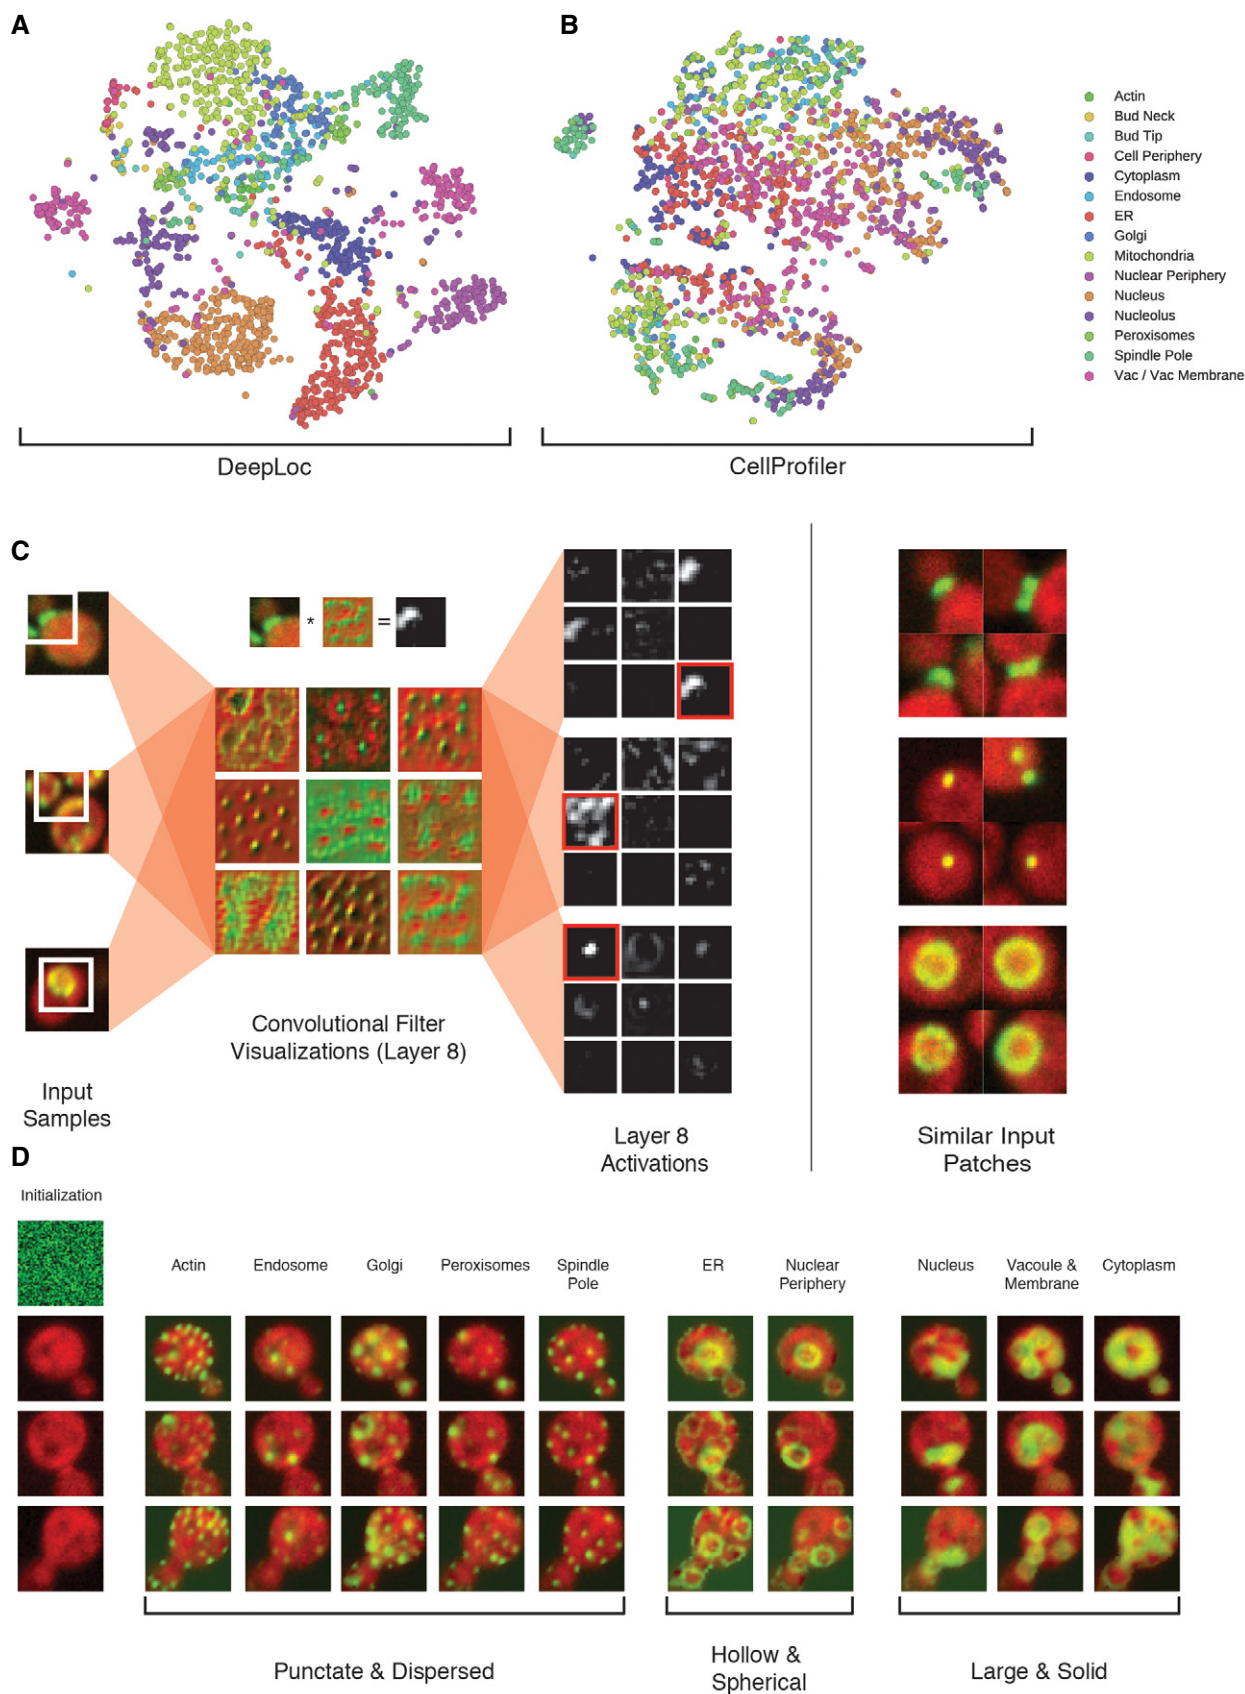 A
B
Actin
Bud Neck
Bud Tip
Cell Periphery
Cytoplasm
Endosome
ER
Golgi
Mitochondria
Nuclear Periphery
Nucleus
Nucleolus
Peroxisomes
Spindle Pole
Vac / Vac Membrane
DeepLoc
CellProfiler
C
* =
Convolutional Filter
Visualizations (Layer 8)
Input
Samples
Layer 8
Activations
Similar Input
Patches
D
Initialization
Actin
Endosome
Golgi
Peroxisomes
Spindle
Pole
ER
Nuclear
Periphery
Nucleus
Vacoule &
Membrane
Cytoplasm
Punctate & Dispersed
Hollow &
Spherical
Large & Solid